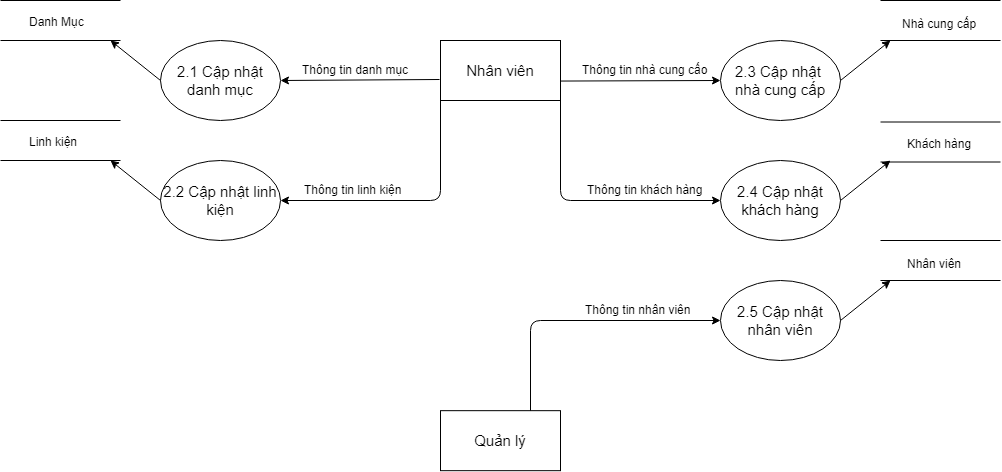 Danh Mục
Nhà cung cấp
2.1 Cập nhật
danh mục
Thông tin danh mục
Nhân viên
Thông tin nhà cung cấo
2.3 Cập nhật
nhà cung cấp
Linh kiện
Khách hàng
2.2 Cập nhật linh
kiện
Thông tin linh kiện
Thông tin khách hàng
2.4 Cập nhật
khách hàng
Nhân viên
Thông tin nhân viên
2.5 Cập nhật
nhân viên
Quản lý